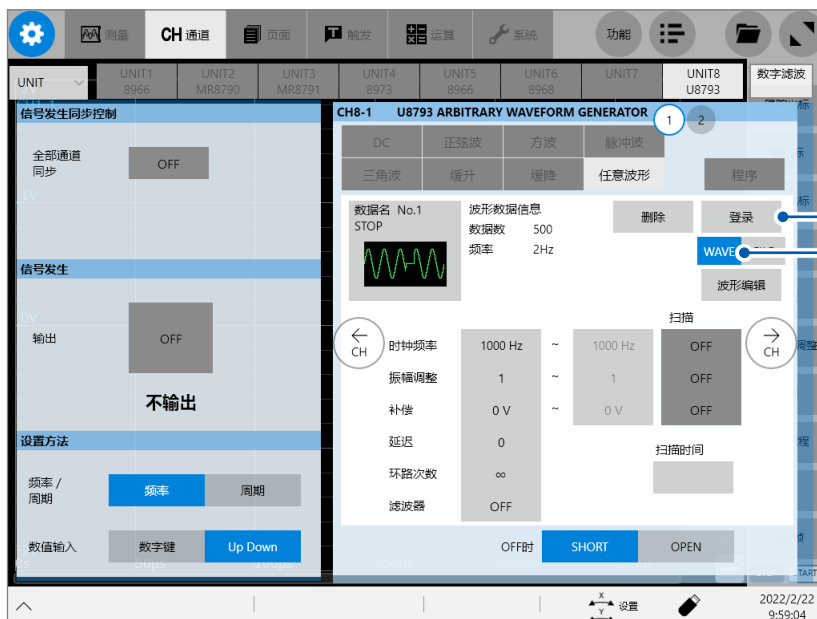 测量
CH 通道
页面
触发
运算
系统
功能
UNIT
UNIT1
8966
UNIT2
MR8790
UNIT3
MR8791
UNIT4
8973
UNIT5
8966
UNIT6
8968
UNIT7
UNIT8
U8793
数字滤波
信号发生同步控制
全部通道
同步
OFF
1V
信号发生
0V
输出
OFF
不输出
设置方法
频率 /
周期
频率
周期
数值输入
数字键
Up Down
0s
50µs
100µs
CH8-1 U8793 ARBITRARY WAVEFORM GENERATOR
1
2
DC
正弦波
方波
脉冲波
三角波
缓升
缓降
任意波形
程序
数据名 No.1
STOP
波形数据信息
数据数 500
频率 2Hz
删除
登录
WAVE
波形编辑
扫描
← CH
→ CH
时钟频率 1000 Hz ~ 1000 Hz OFF
振幅调整 1 ~ 1 OFF
补偿 0 V ~ 0 V OFF
延迟 0
扫描时间
环路次数 ∞
滤波器 OFF
OFF时 SHORT OPEN
调整
程
标
X
Y
设置
2022/2/22
9:59:04